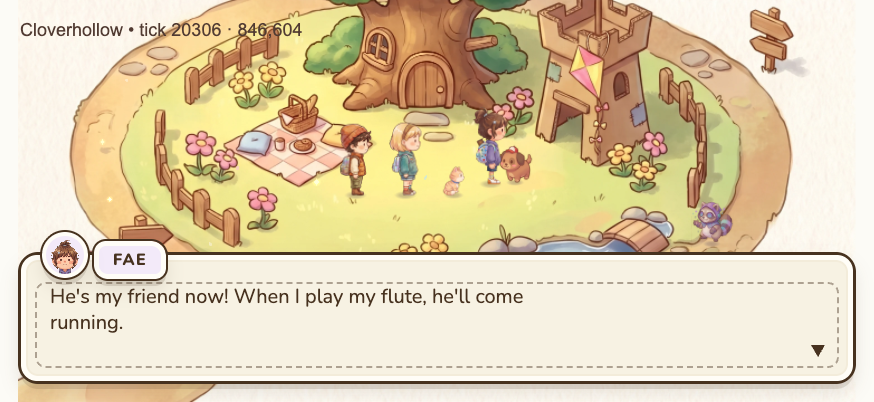 Cloverhollow • tick 20306 · 846,604
FAE
He's my friend now! When I play my flute, he'll come
running.